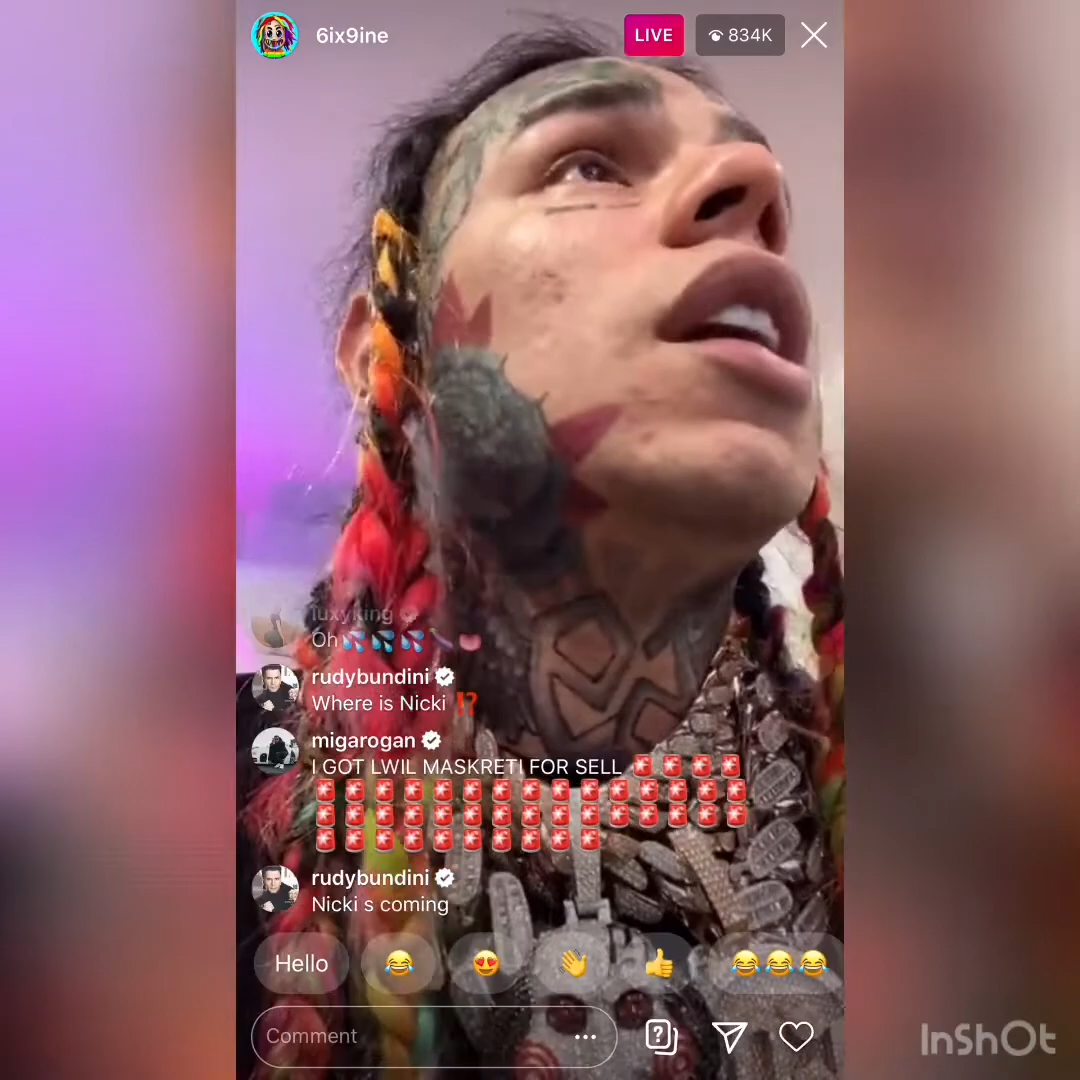 6ix9ine
LIVE
834K
luxyking
Oh💦💦💦🍆👅
rudybundini
Where is Nicki ⁉️
migarogan
I GOT LWIL MASKRETI FOR SELL 🚨🚨🚨🚨
🚨🚨🚨🚨🚨🚨🚨🚨🚨🚨🚨🚨🚨🚨🚨
🚨🚨🚨🚨🚨🚨🚨🚨🚨🚨🚨🚨🚨🚨🚨
🚨🚨🚨🚨🚨🚨🚨🚨🚨🚨
rudybundini
Nicki s coming
Hello 😂 😍 👋 👍 😂😂😂
Comment ...
InShOt